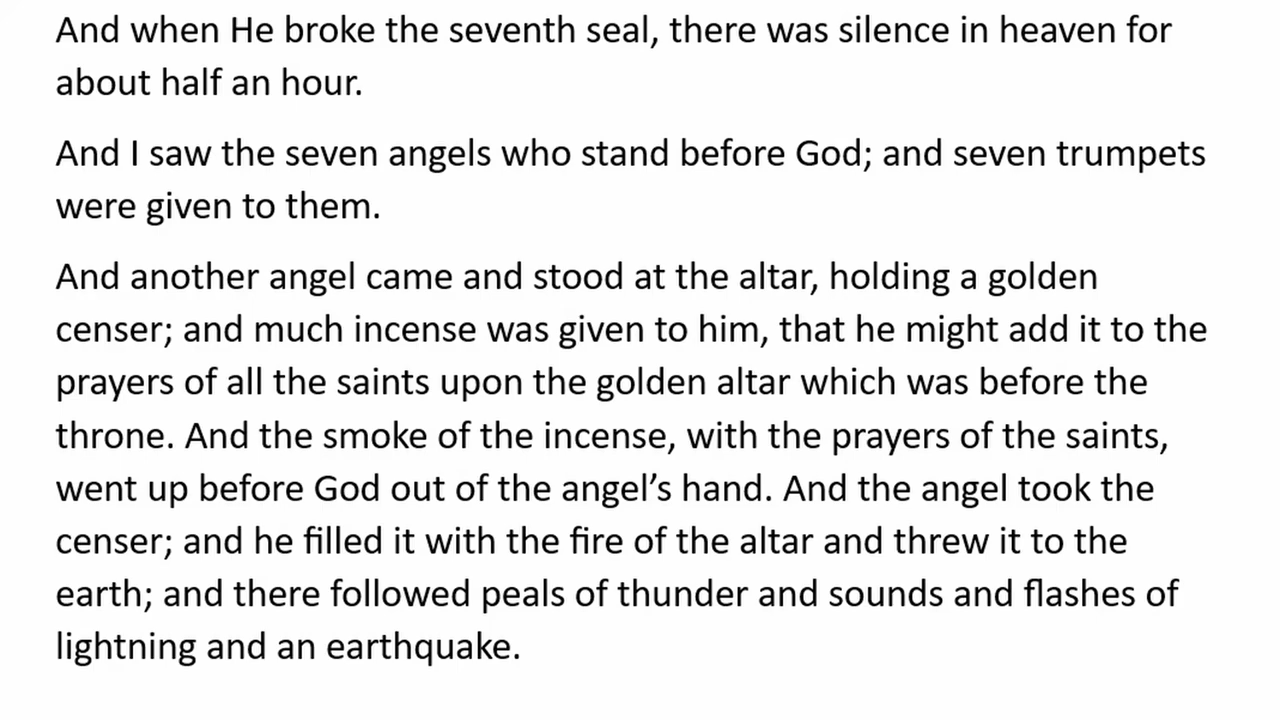 And when He broke the seventh seal, there was silence in heaven for
about half an hour.
And I saw the seven angels who stand before God; and seven trumpets
were given to them.
And another angel came and stood at the altar, holding a golden
censer; and much incense was given to him, that he might add it to the
prayers of all the saints upon the golden altar which was before the
throne. And the smoke of the incense, with the prayers of the saints,
went up before God out of the angel’s hand. And the angel took the
censer; and he filled it with the fire of the altar and threw it to the
earth; and there followed peals of thunder and sounds and flashes of
lightning and an earthquake.